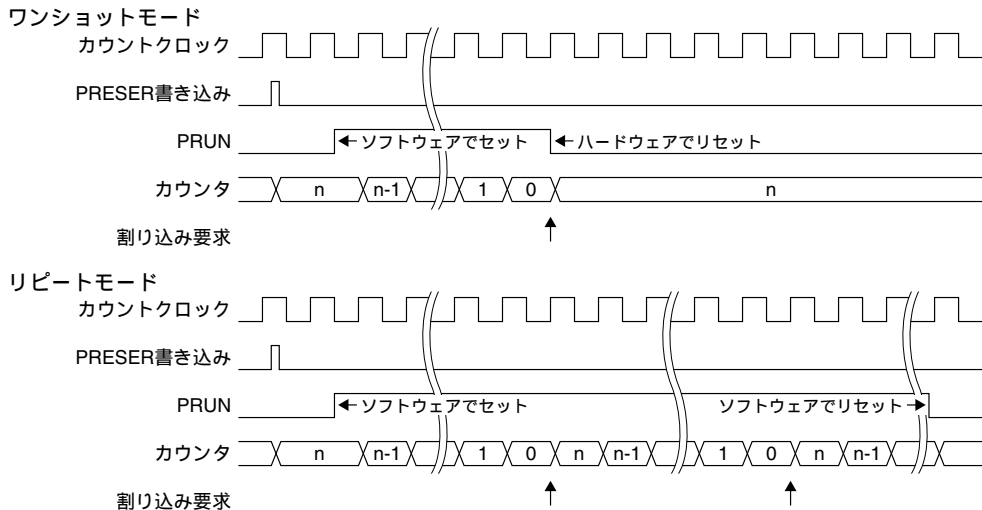 ワンショットモード
カウントクロック
PRESER書き込み
PRUN ソフトウェアでセット ハードウェアでリセット
カウンタ n n-1 1 0 n
割り込み要求
リピートモード
カウントクロック
PRESER書き込み
PRUN ソフトウェアでセット ソフトウェアでリセット
カウンタ n n-1 1 0 n n-1 1 0 n n-1
割り込み要求